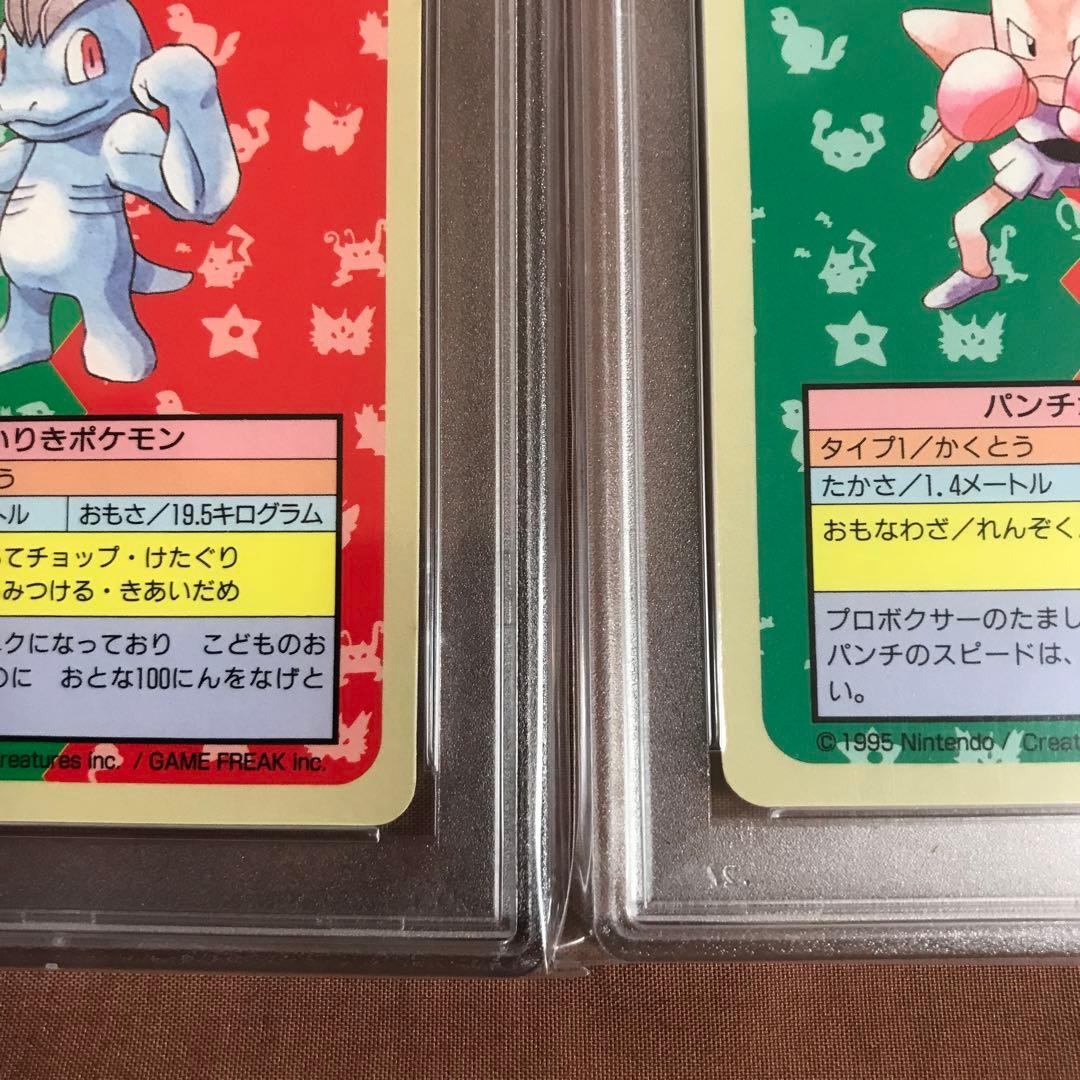 いりきポケモン
う
トル おもさ/19.5キログラム
てチョップ・けたぐり
みつける・きあいだめ
クになっており こどものお
のに おとな100にんをなげと
reatures inc. / GAME FREAK inc.
パンチ
タイプ1/かくとう
たかさ/1.4メートル
おもなわざ/れんぞく
プロボクサーのたまし
パンチのスピードは、
い。
©1995 Nintendo / Creat